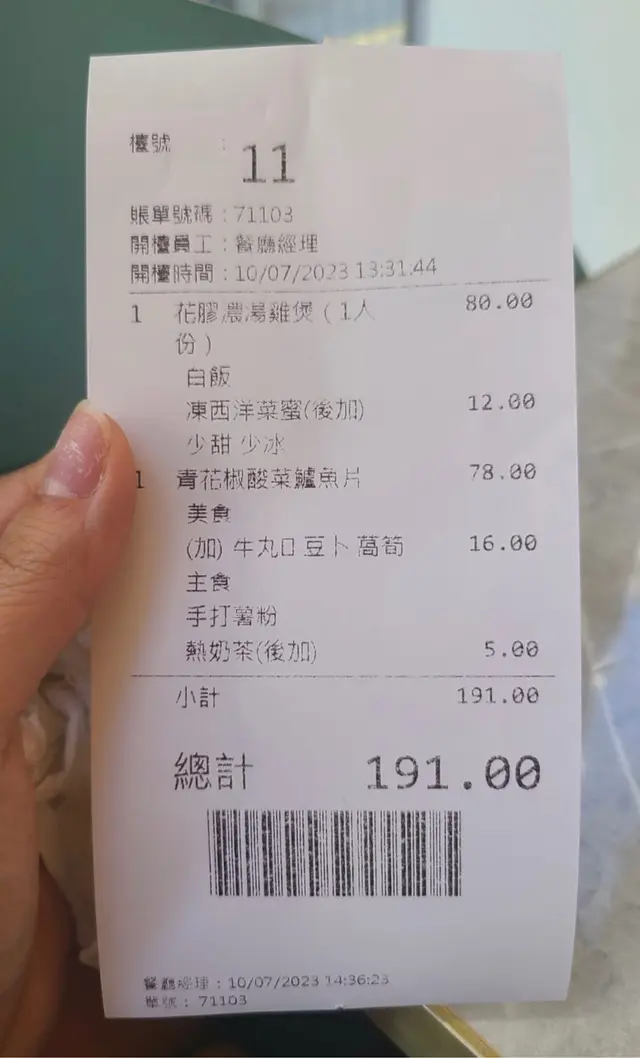 檯號 : 11
賬單號碼 : 71103
開檯員工 : 餐廳經理
開檯時間 : 10/07/2023 13:31:44
1 花膠濃湯雞煲 ( 1人 80.00
份 )
白飯
凍西洋菜蜜(後加) 12.00
少甜 少冰
1 青花椒酸菜鱸魚片 78.00
美食
(加) 牛丸 豆卜 萵筍 16.00
主食
手打薯粉
熱奶茶(後加) 5.00
小計 191.00
總計 191.00
餐廳經理 : 10/07/2023 14:36:23
單號 : 71103